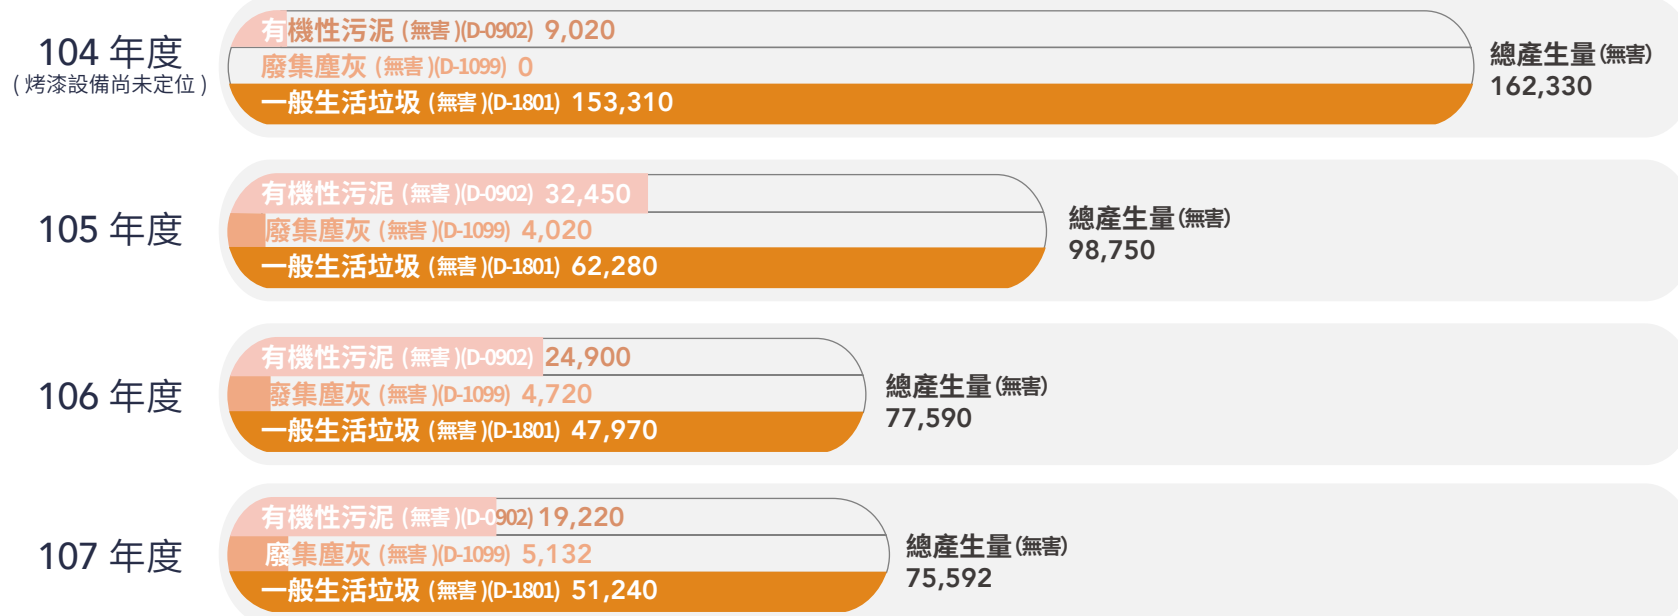 104 年度
( 烤漆設備尚未定位 )
有機性污泥 ( 無害 )(D-0902) 9,020
廢集塵灰 ( 無害 )(D-1099) 0
一般生活垃圾 ( 無害 )(D-1801) 153,310
總產生量 (無害)
162,330
105 年度
有機性污泥 ( 無害 )(D-0902) 32,450
廢集塵灰 ( 無害 )(D-1099) 4,020
一般生活垃圾 ( 無害 )(D-1801) 62,280
總產生量 (無害)
98,750
106 年度
有機性污泥 ( 無害 )(D-0902) 24,900
廢集塵灰 ( 無害 )(D-1099) 4,720
一般生活垃圾 ( 無害 )(D-1801) 47,970
總產生量 (無害)
77,590
107 年度
有機性污泥 ( 無害 )(D-0902) 19,220
廢集塵灰 ( 無害 )(D-1099) 5,132
一般生活垃圾 ( 無害 )(D-1801) 51,240
總產生量 (無害)
75,592